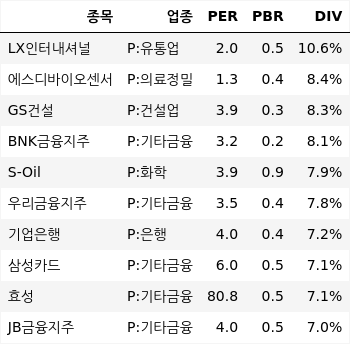 종목 업종 PER PBR DIV
LX인터내셔널 P:유통업 2.0 0.5 10.6%
에스디바이오센서 P:의료정밀 1.3 0.4 8.4%
GS건설 P:건설업 3.9 0.3 8.3%
BNK금융지주 P:기타금융 3.2 0.2 8.1%
S-Oil P:화학 3.9 0.9 7.9%
우리금융지주 P:기타금융 3.5 0.4 7.8%
기업은행 P:은행 4.0 0.4 7.2%
삼성카드 P:기타금융 6.0 0.5 7.1%
효성 P:기타금융 80.8 0.5 7.1%
JB금융지주 P:기타금융 4.0 0.5 7.0%